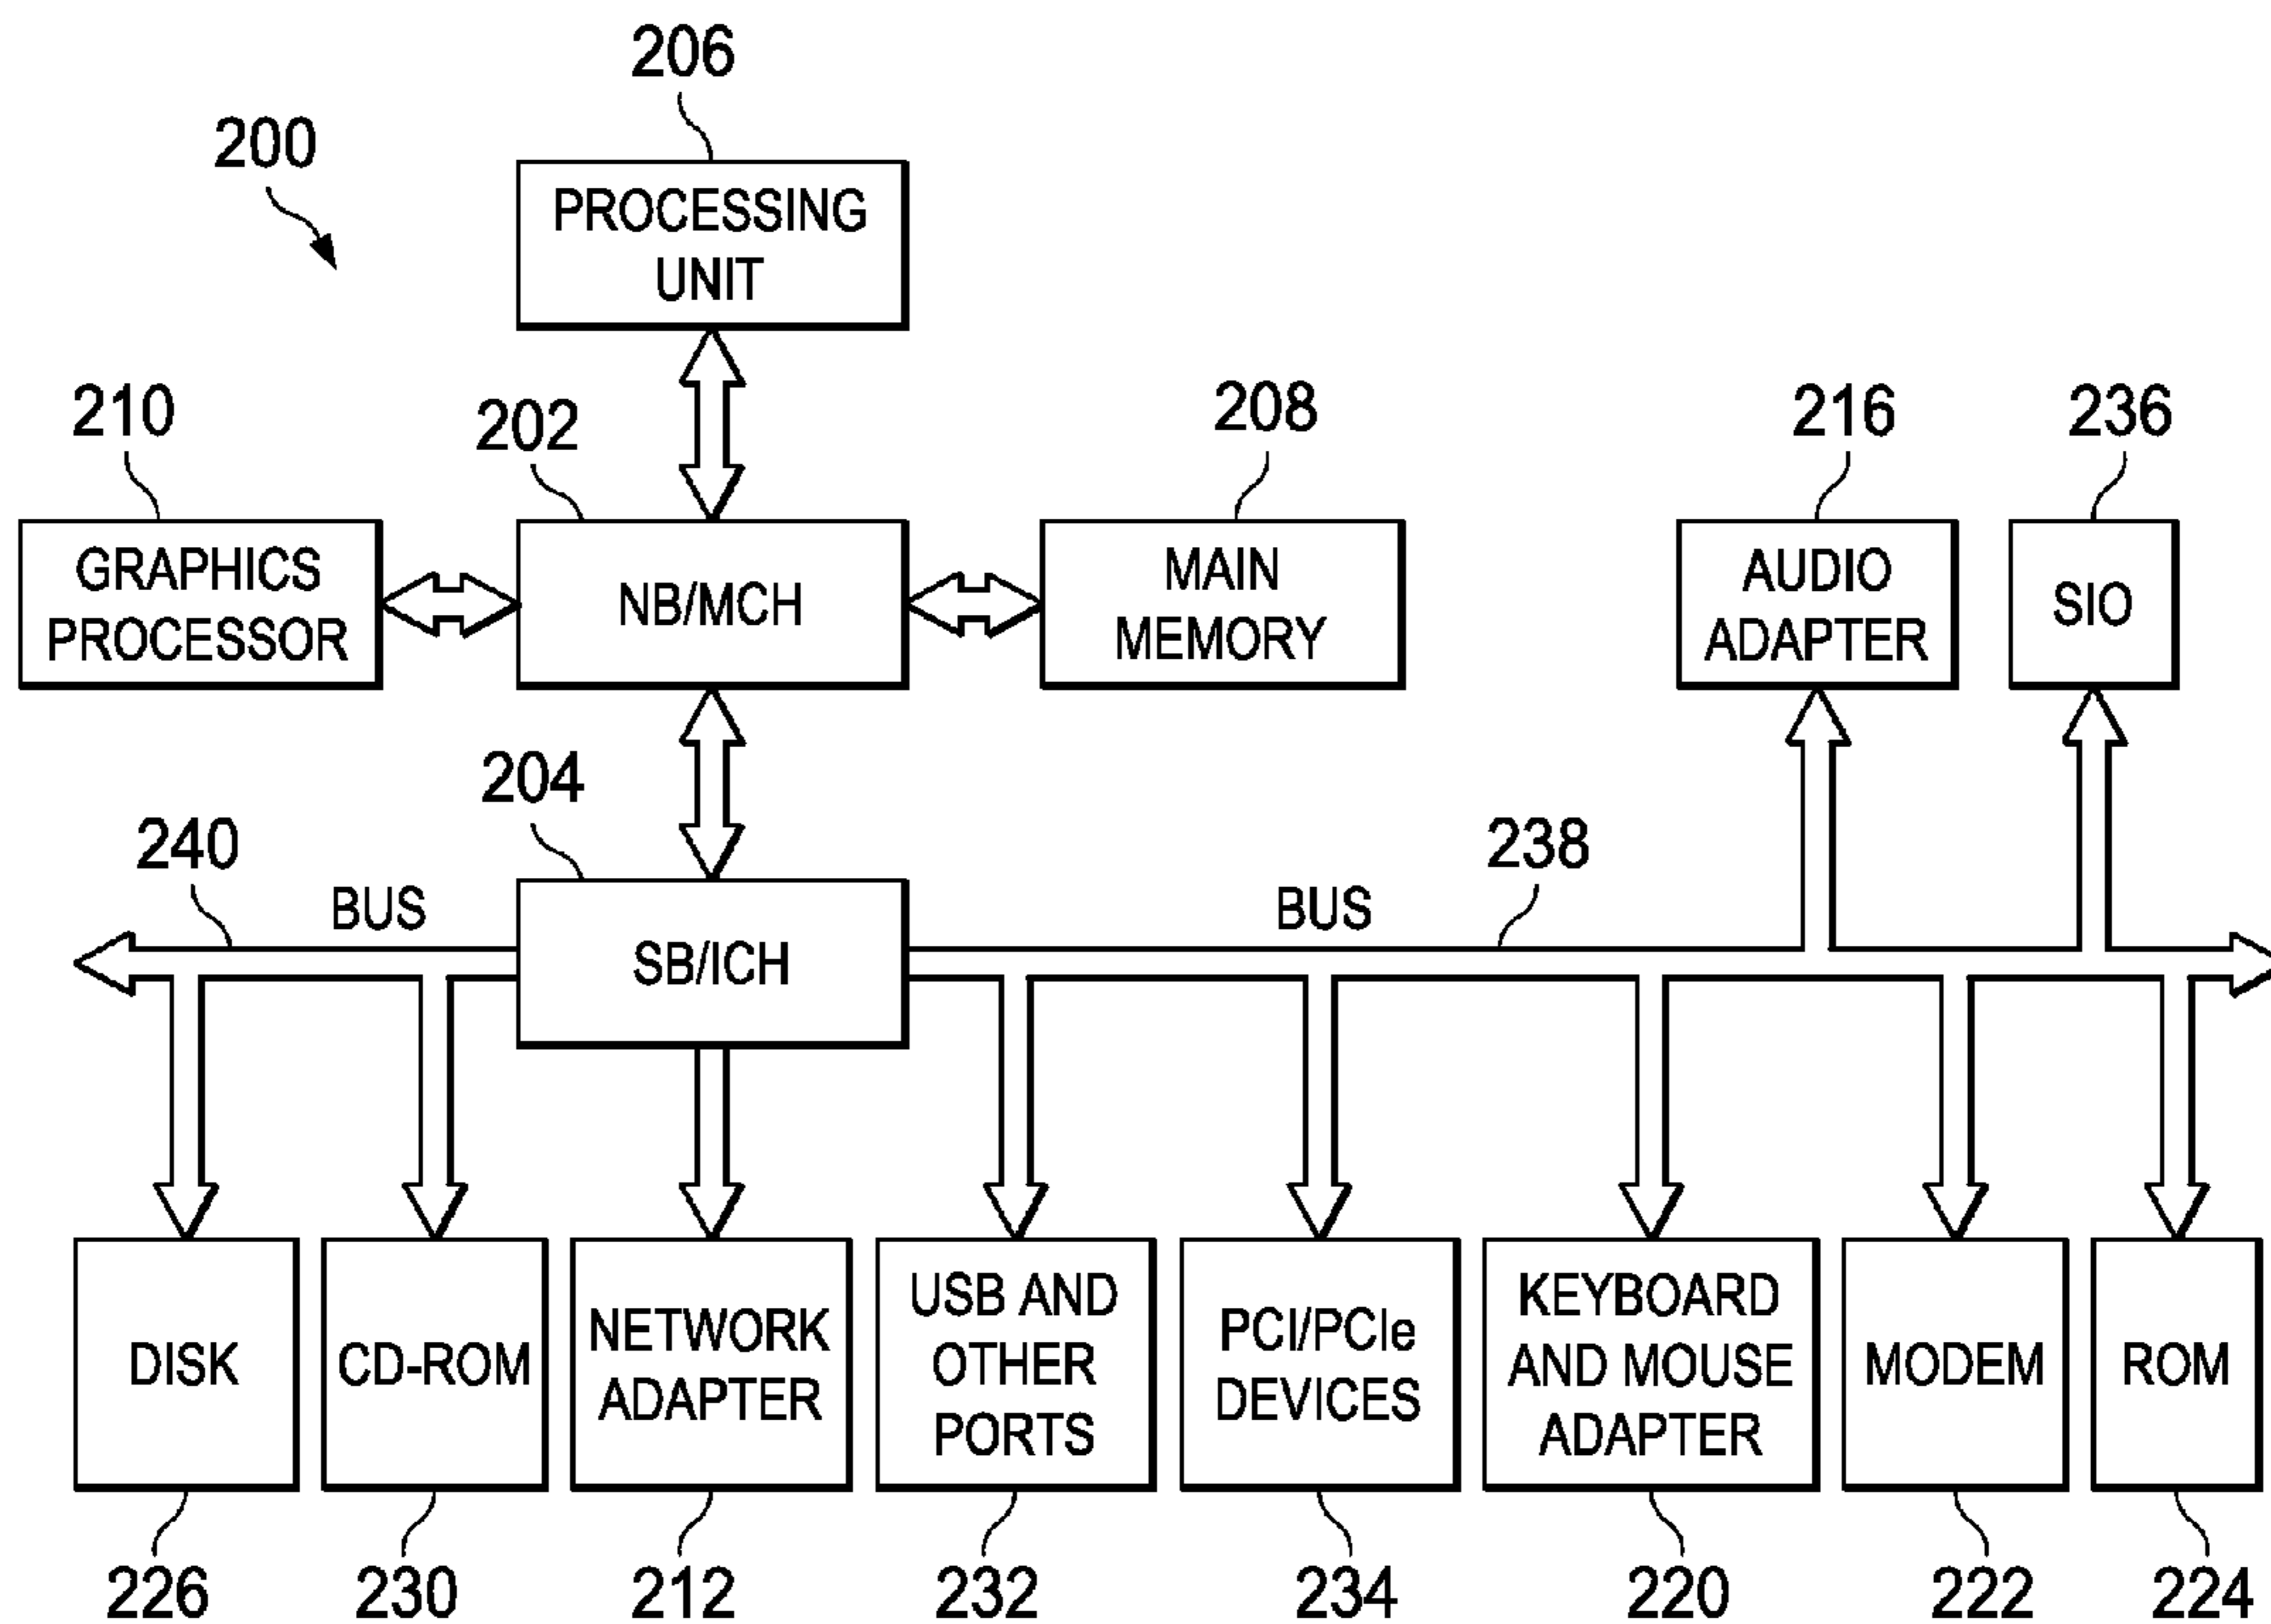 206
200
PROCESSING
UNIT
210
202
208
216
236
GRAPHICS
PROCESSOR
NB/MCH
MAIN
MEMORY
AUDIO
ADAPTER
SIO
204
240
238
BUS
BUS
SB/ICH
DISK
CD-ROM
NETWORK
ADAPTER
USB AND
OTHER
PORTS
PCI/PCIe
DEVICES
KEYBOARD
AND MOUSE
ADAPTER
MODEM
ROM
226
230
212
232
234
220
222
224